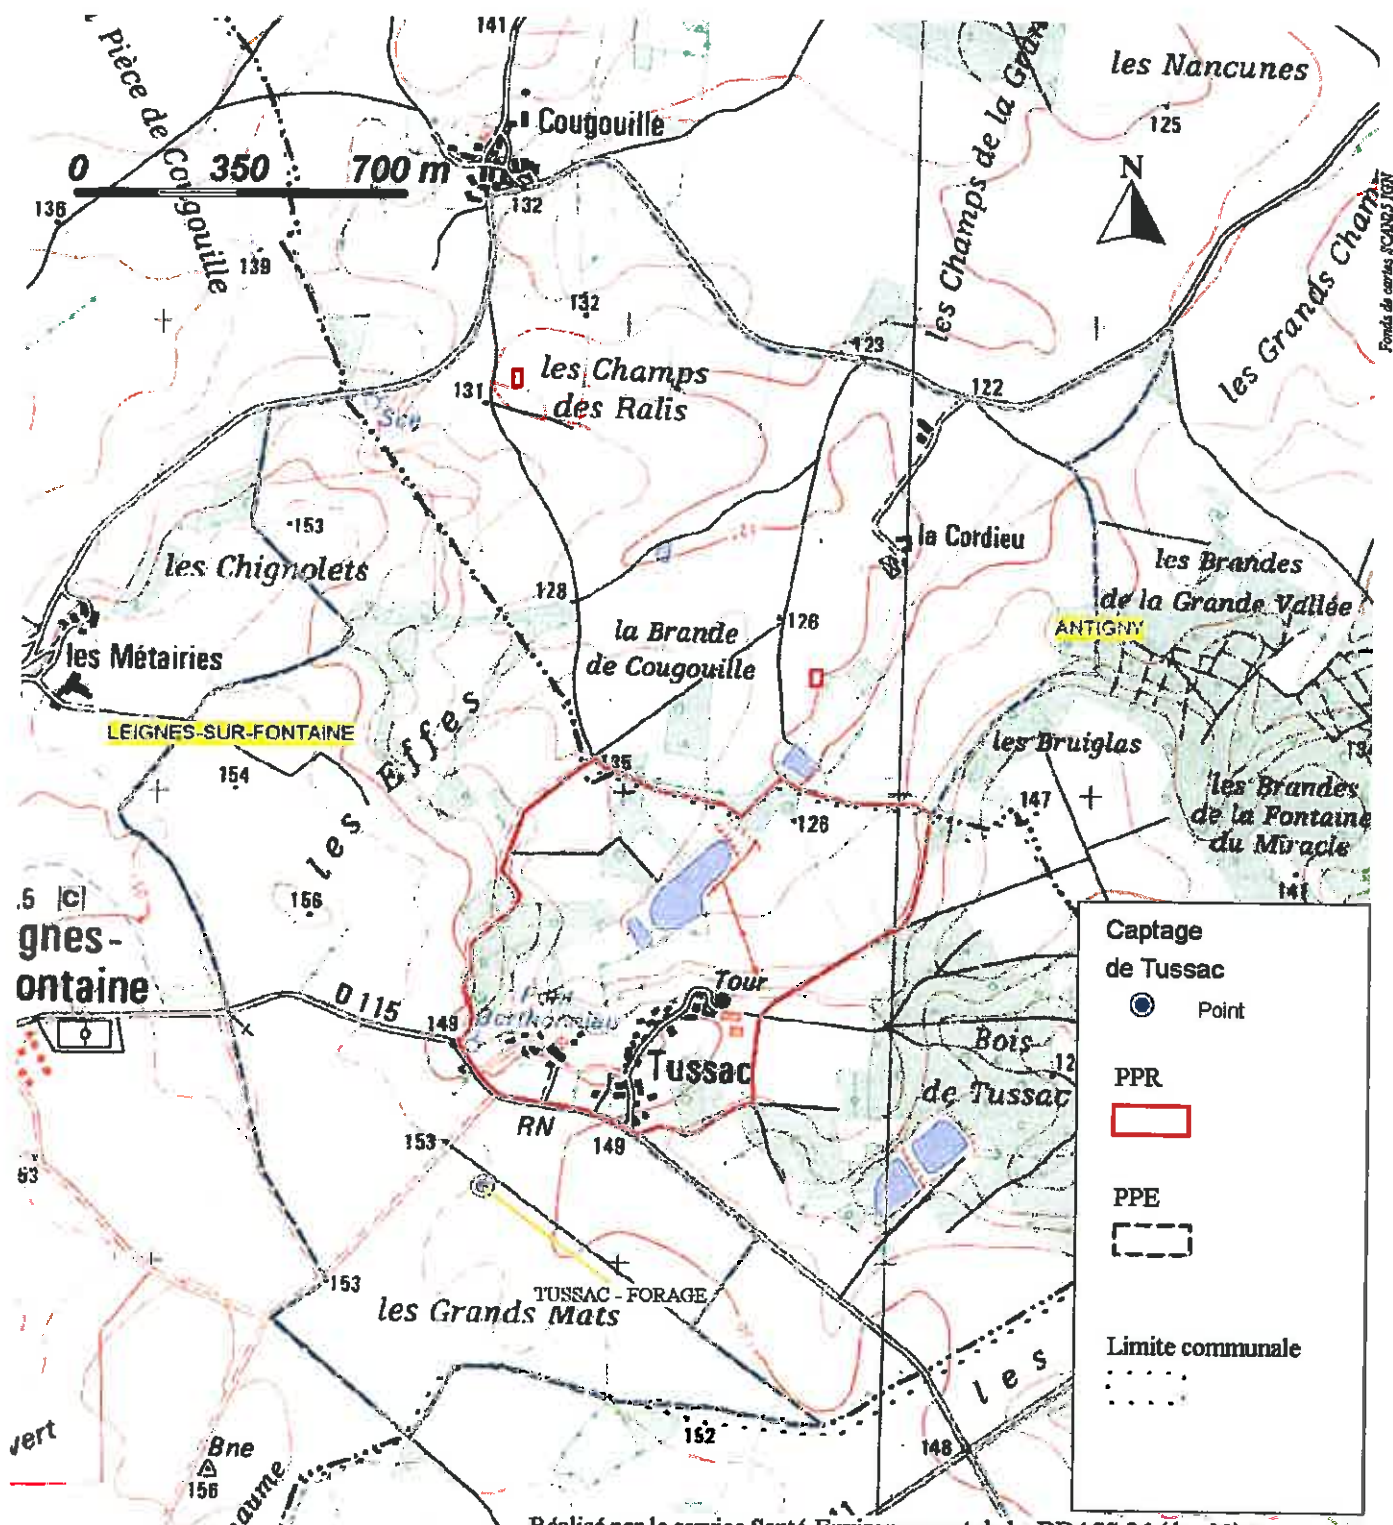 141
Pièce de Cougouille
les Nancunes
125
Cougouille
0 350 700 m
132
136
139
N
les Champs de la Gran
les Grands Cham
Fonds de cartes SCAN25 IGN
132
123
122
les Champs
des Ralis
131
153
les Chignolets
la Cordieu
les Brandes
de la Grande Vallée
ANTIGNY
128
126
la Brande
de Cougouille
les Métairies
LEIGNES-SUR-FONTAINE
154
les Effes
135
les Bruiglas
147
126
les Brandes
de la Fontaine
du Miracle
141
156
.5 C
gnes-
ontaine
D 115
149
Tour
Tussac
Bois
de Tussac
12
RN
149
153
53
153
TUSSAC - FORAGE
les Grands Mats
les
152
148
vert
Bne
156
aume
11
Captage
de Tussac
Point
PPR
PPE
Limite communale